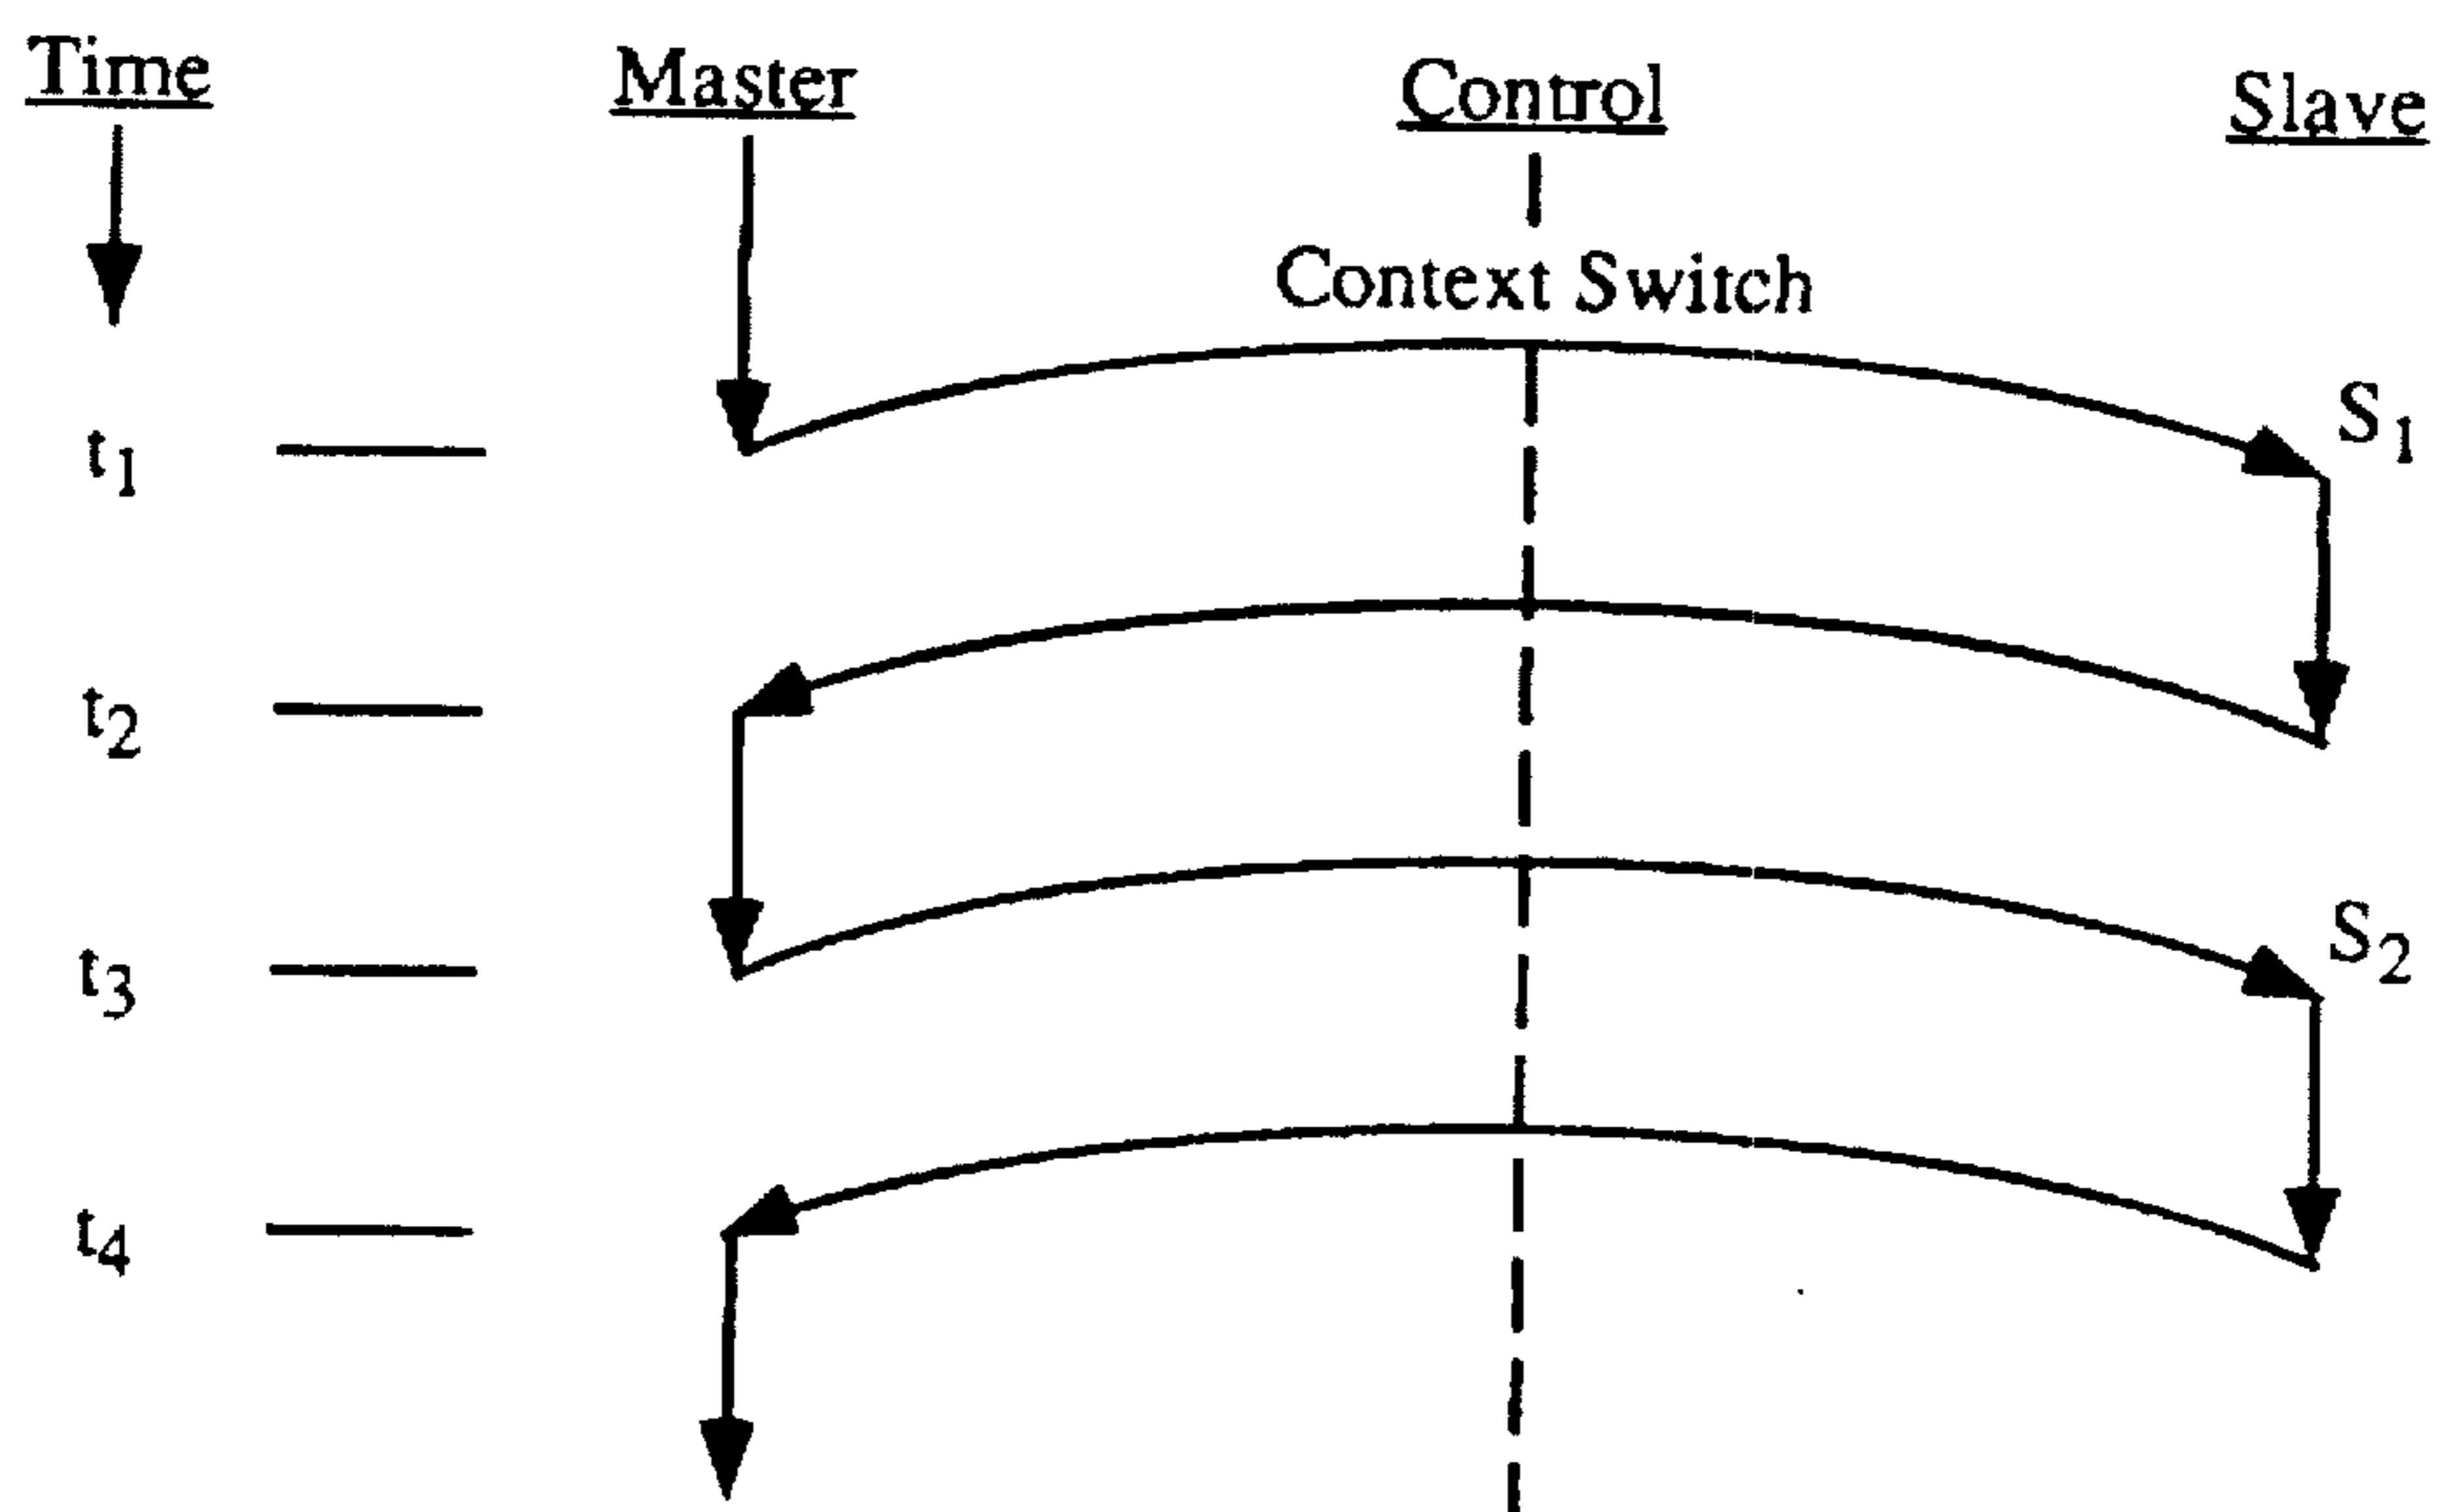 Time Master Control Slave
Context Switch
t1 S1
t2
t3 S2
t4